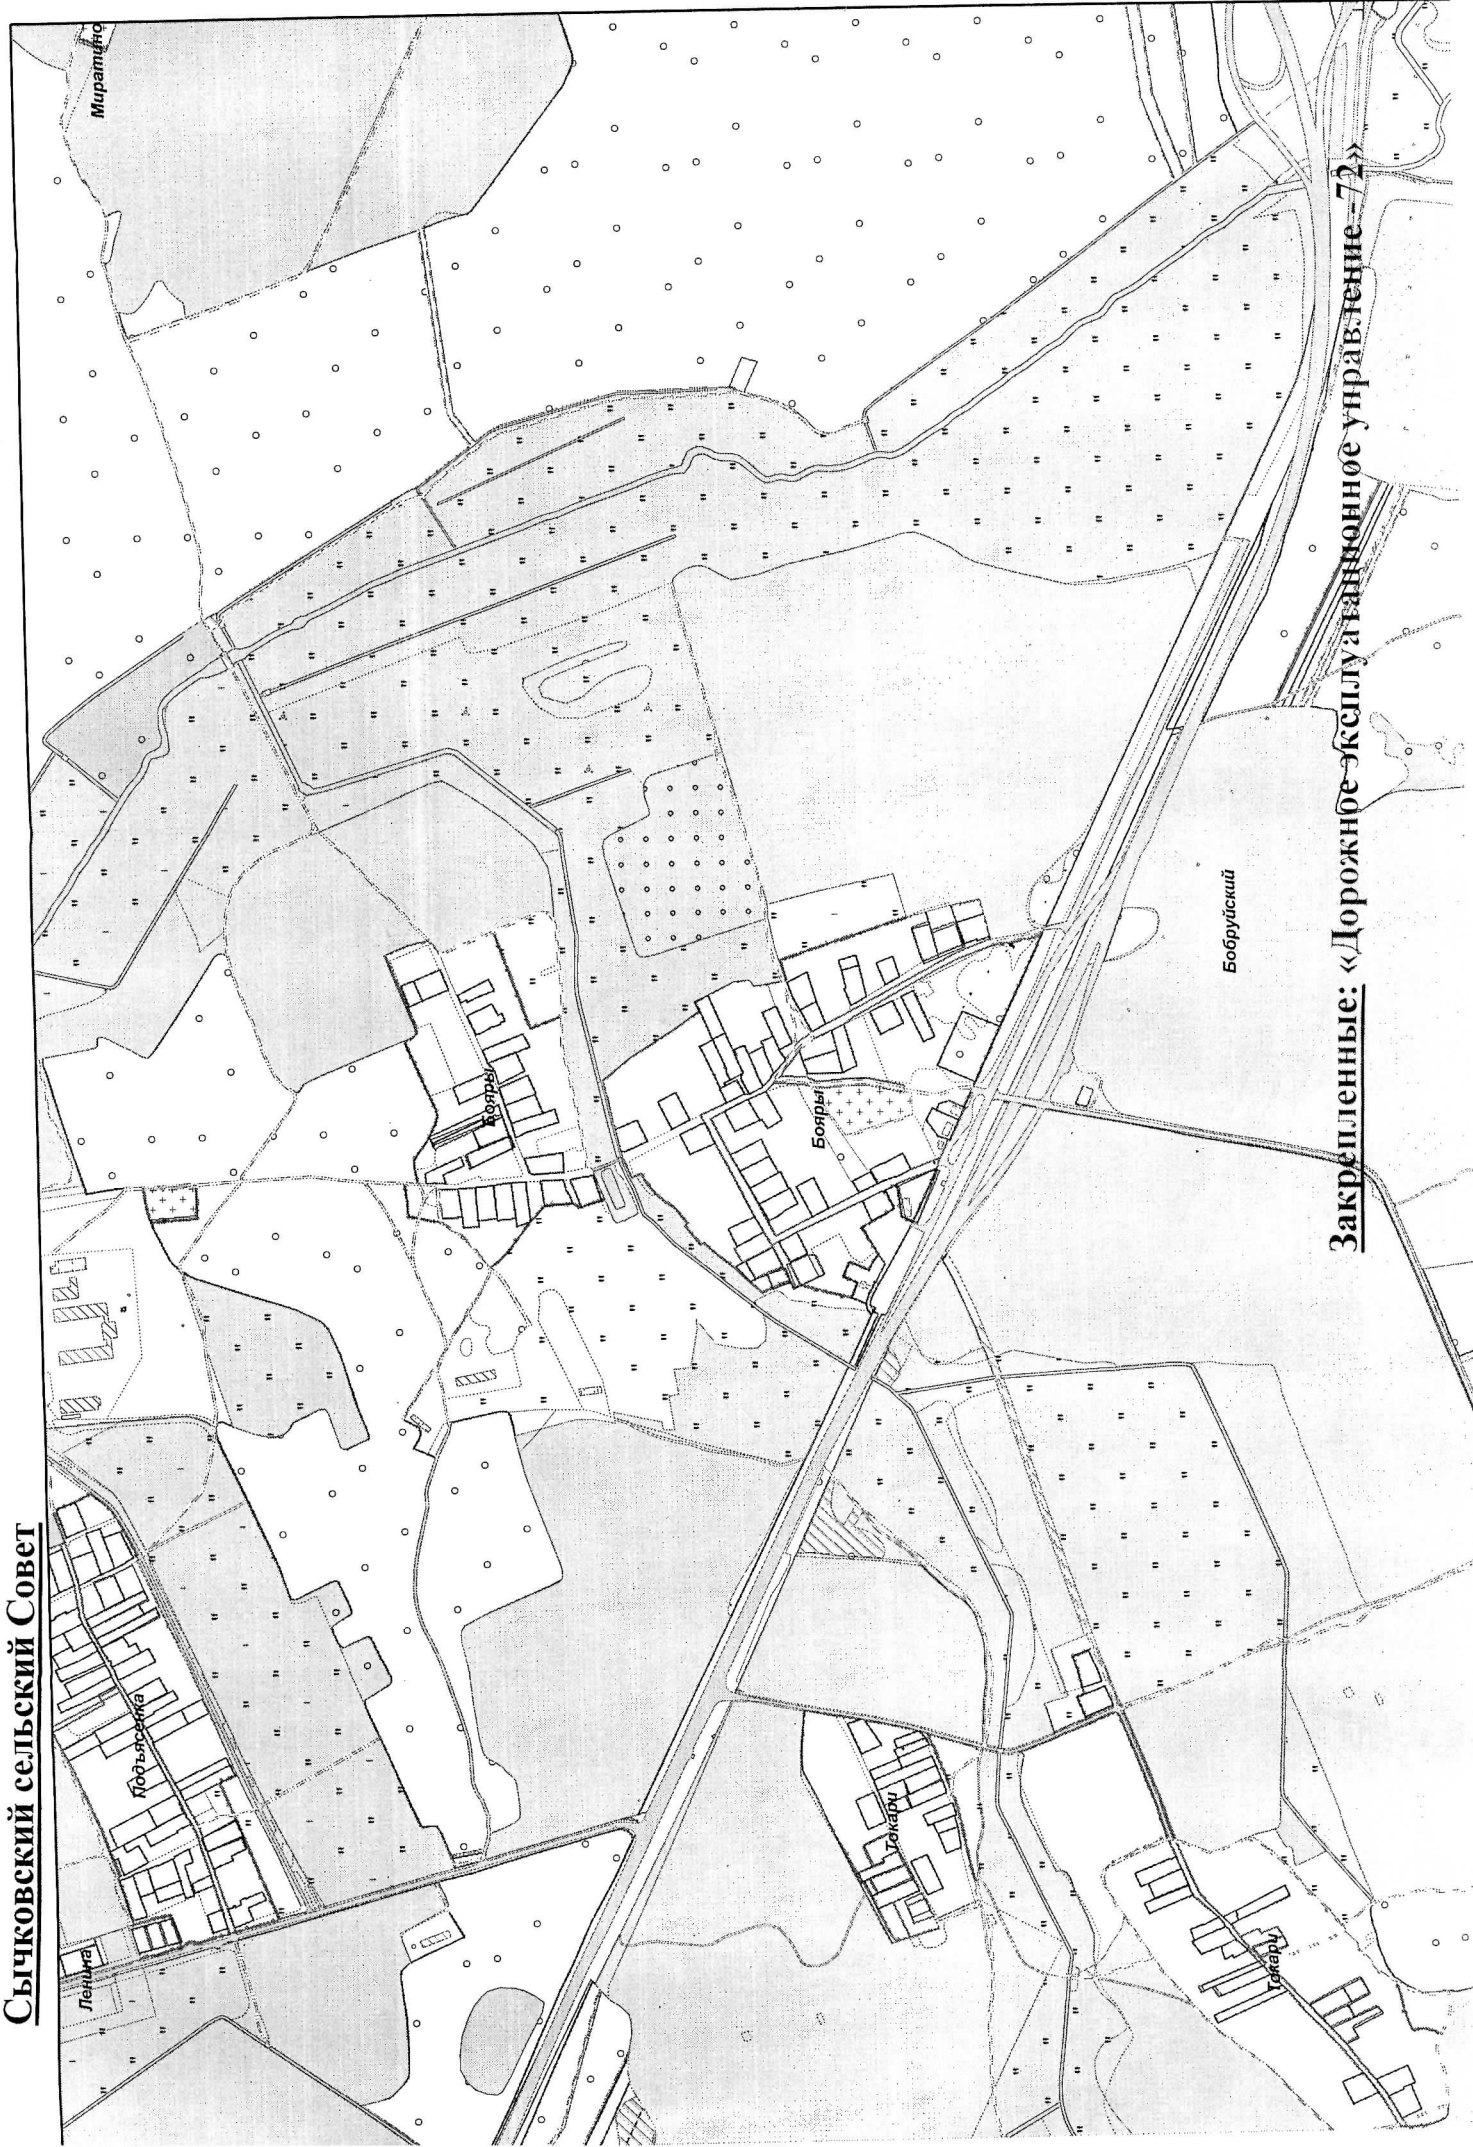 Сычковский сельский Совет
Миратино
Ленина
Подъясенка
Бояры
Бояры
Токари
Токари
Бобруйский
Закрепленные: «Дорожное эксплуатационное управление -72»